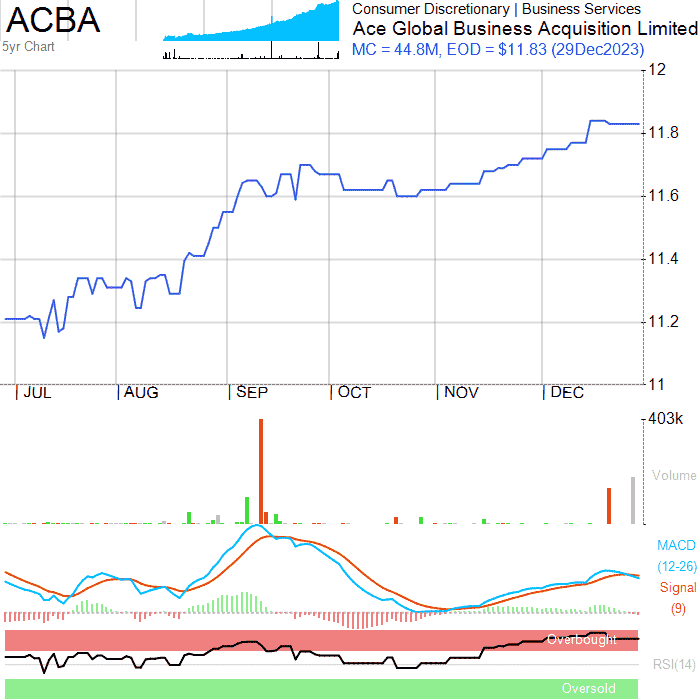 ACBA
5yr Chart
Consumer Discretionary | Business Services
Ace Global Business Acquisition Limited
MC = 44.8M, EOD = $11.83 (29Dec2023)
12
11.8
11.6
11.4
11.2
11
JUL AUG SEP OCT NOV DEC
403k
Volume
MACD
(12-26)
Signal
(9)
Overbought
RSI(14)
Oversold